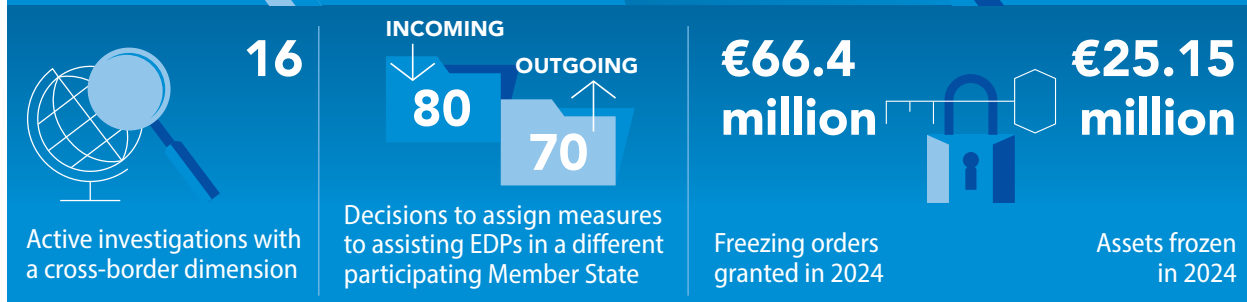 16
Active investigations with
a cross-border dimension
INCOMING
80
OUTGOING
70
Decisions to assign measures
to assisting EDPs in a different
participating Member State
€66.4
million
Freezing orders
granted in 2024
€25.15
million
Assets frozen
in 2024